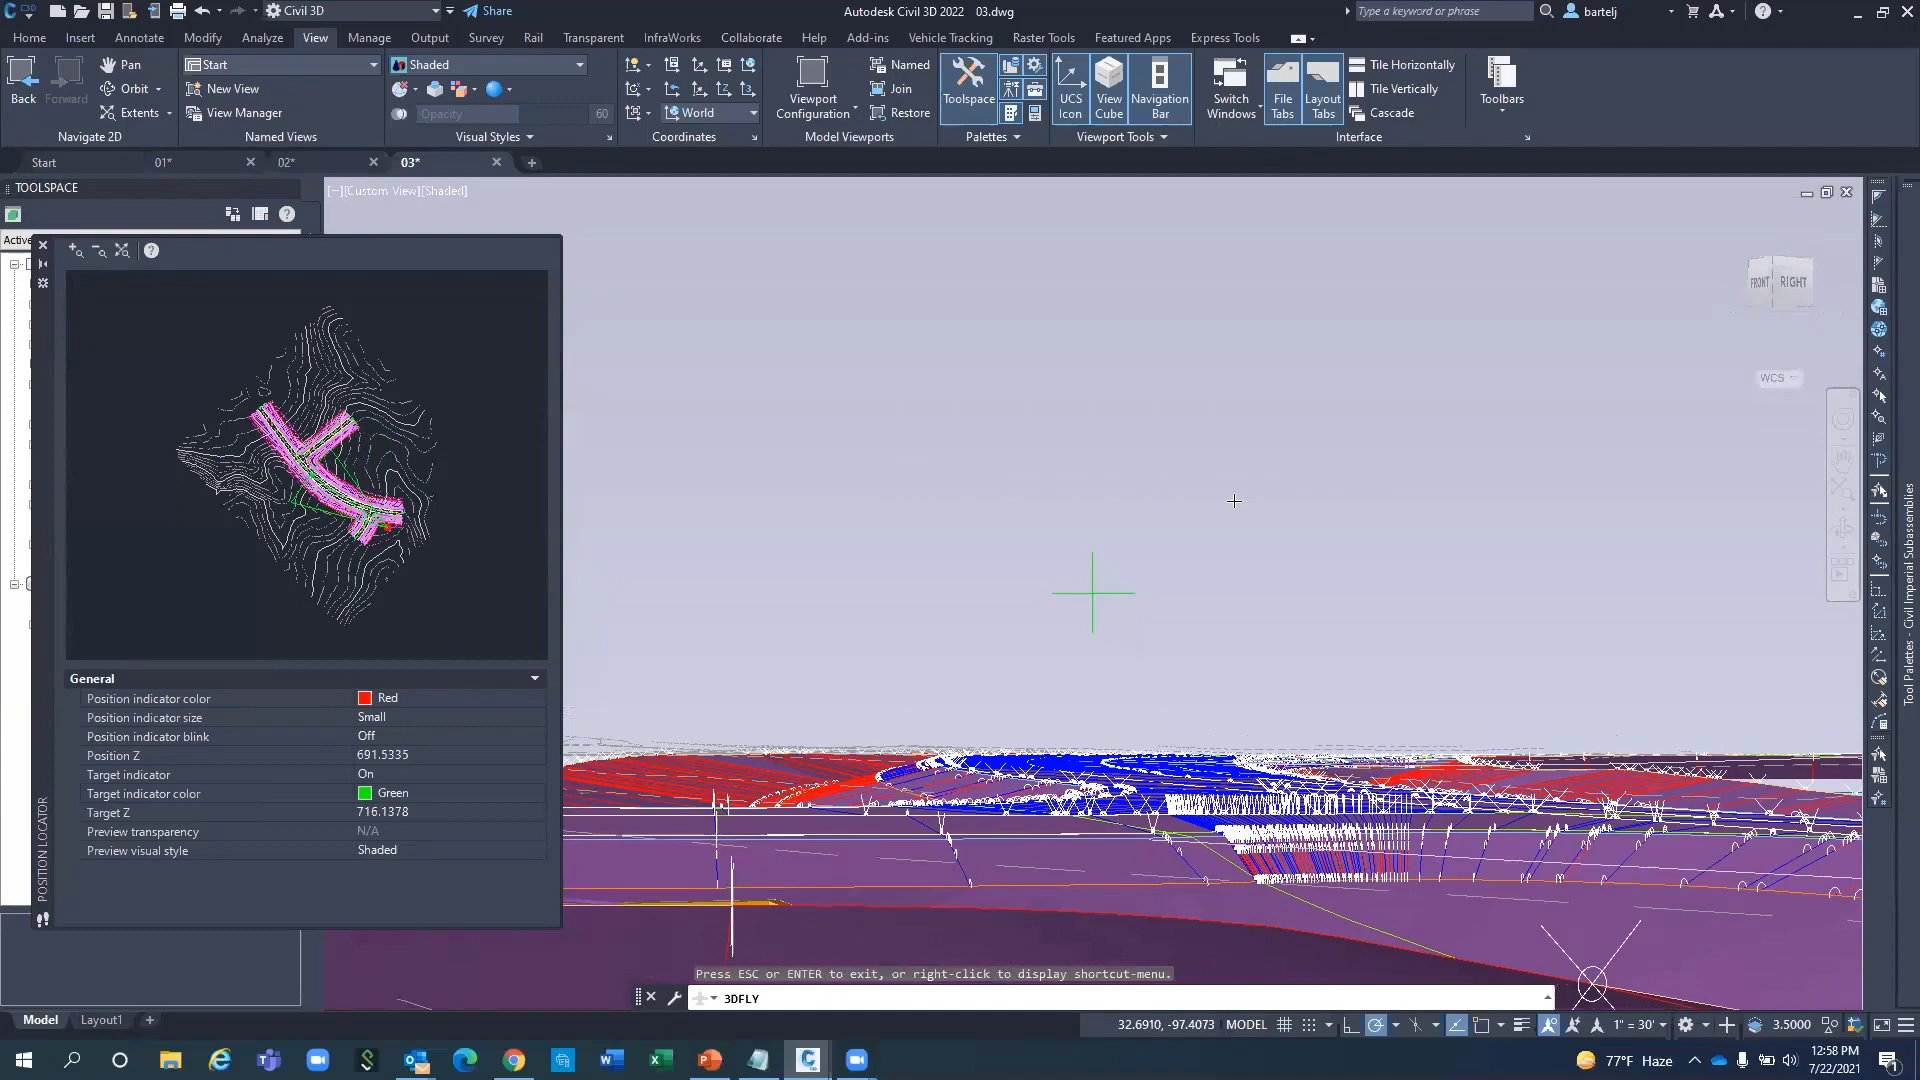 Civil 3D
Share
Autodesk Civil 3D 2022 03.dwg
Type a keyword or phrase
bartelj
Home Insert Annotate Modify Analyze View Manage Output Survey Rail Transparent InfraWorks Collaborate Help Add-ins Vehicle Tracking Raster Tools Featured Apps Express Tools
Back Forward
Pan
Orbit
Extents
Navigate 2D
Start
New View
View Manager
Named Views
Shaded
Opacity 60
Visual Styles
World
Coordinates
Viewport
Configuration
Named
Join
Restore
Model Viewports
Toolspace
Palettes
UCS
Icon
View
Cube
Navigation
Bar
Viewport Tools
Switch
Windows
File
Tabs
Layout
Tabs
Tile Horizontally
Tile Vertically
Cascade
Interface
Toolbars
Start 01* 02* 03*
TOOLSPACE
Active
[−][Custom View][Shaded]
FRONT RIGHT
WCS
General
Position indicator color Red
Position indicator size Small
Position indicator blink Off
Position Z 691.5335
Target indicator On
Target indicator color Green
Target Z 716.1378
Preview transparency N/A
Preview visual style Shaded
POSITION LOCATOR
Tool Palettes - Civil Imperial Subassemblies
Press ESC or ENTER to exit, or right-click to display shortcut-menu.
3DFLY
Model Layout1
32.6910, -97.4073 MODEL 1" = 30' 3.5000
77°F Haze
12:58 PM
7/22/2021